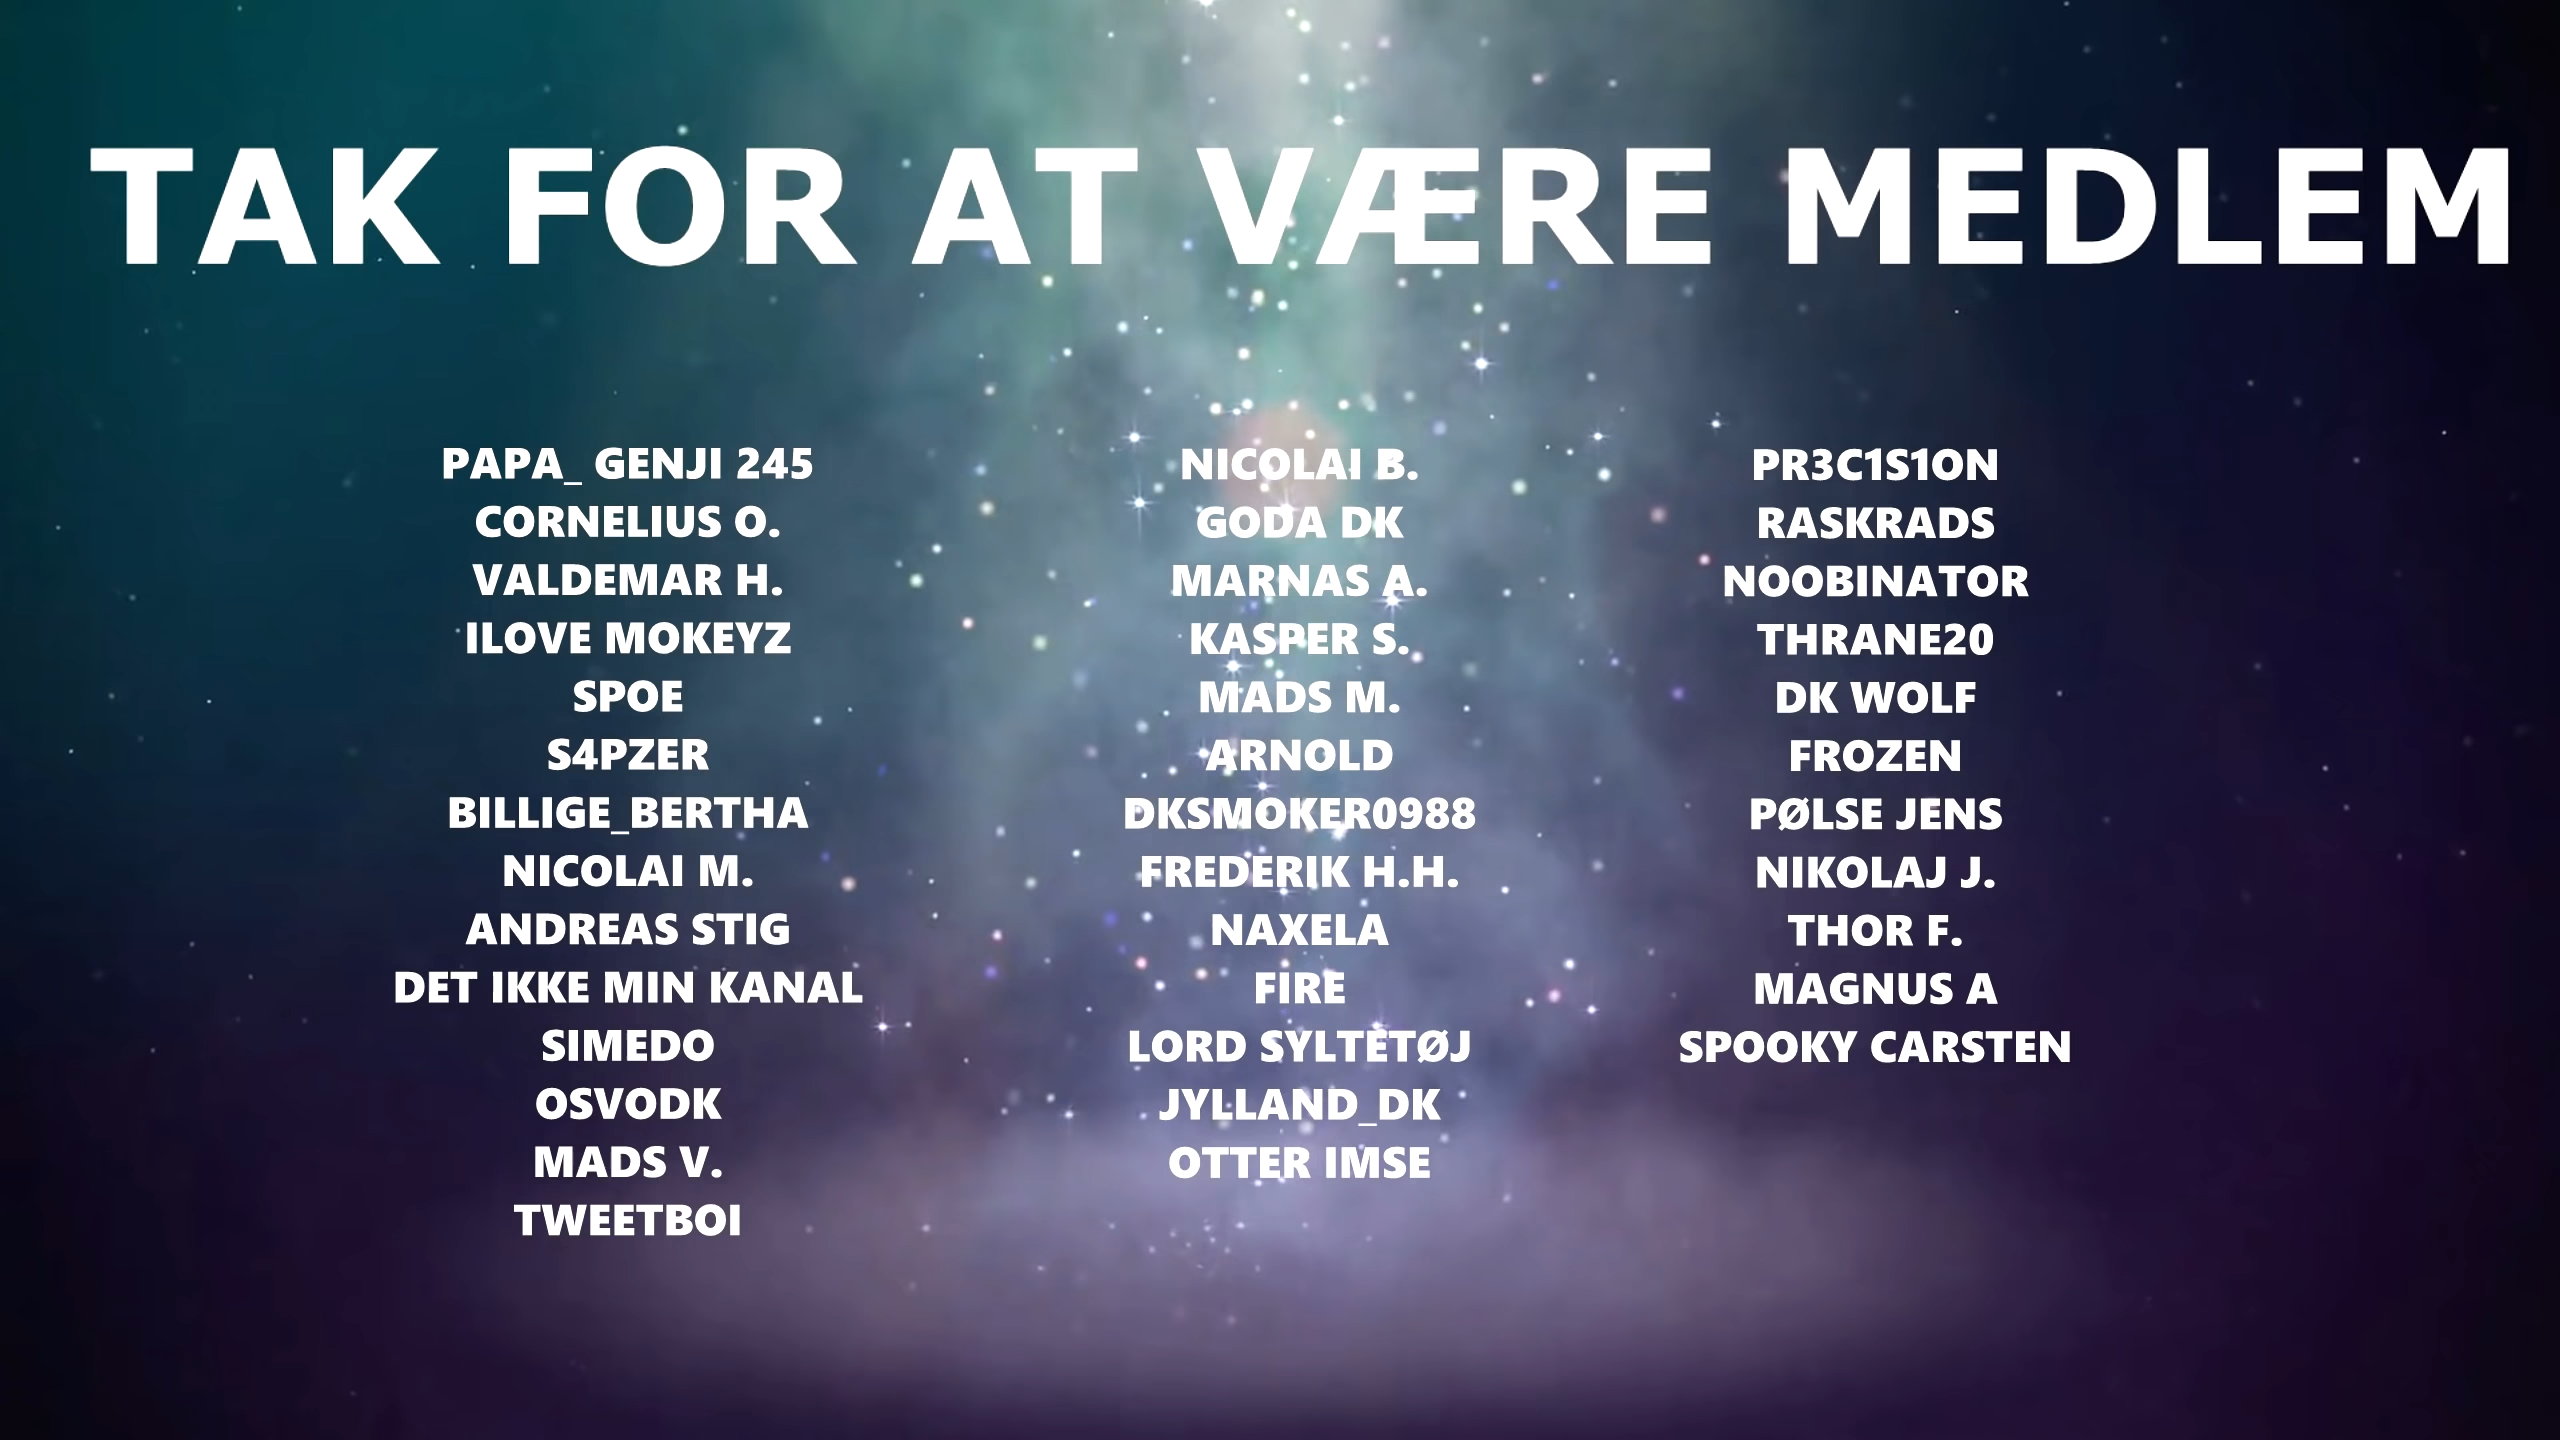 TAK FOR AT VÆRE MEDLEM
PAPA_ GENJI 245
CORNELIUS O.
VALDEMAR H.
ILOVE MOKEYZ
SPOE
S4PZER
BILLIGE_BERTHA
NICOLAI M.
ANDREAS STIG
DET IKKE MIN KANAL
SIMEDO
OSVODK
MADS V.
TWEETBOI
NICOLAI B.
GODA DK
MARNAS A.
KASPER S.
MADS M.
ARNOLD
DKSMOKER0988
FREDERIK H.H.
NAXELA
FIRE
LORD SYLTETØJ
JYLLAND_DK
OTTER IMSE
PR3C1S1ON
RASKRADS
NOOBINATOR
THRANE20
DK WOLF
FROZEN
PØLSE JENS
NIKOLAJ J.
THOR F.
MAGNUS A
SPOOKY CARSTEN